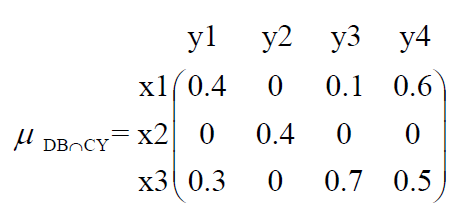 y1 y2 y3 y4
x1 0.4 0 0.1 0.6
μ DB∩CY= x2 0 0.4 0 0
x3 0.3 0 0.7 0.5